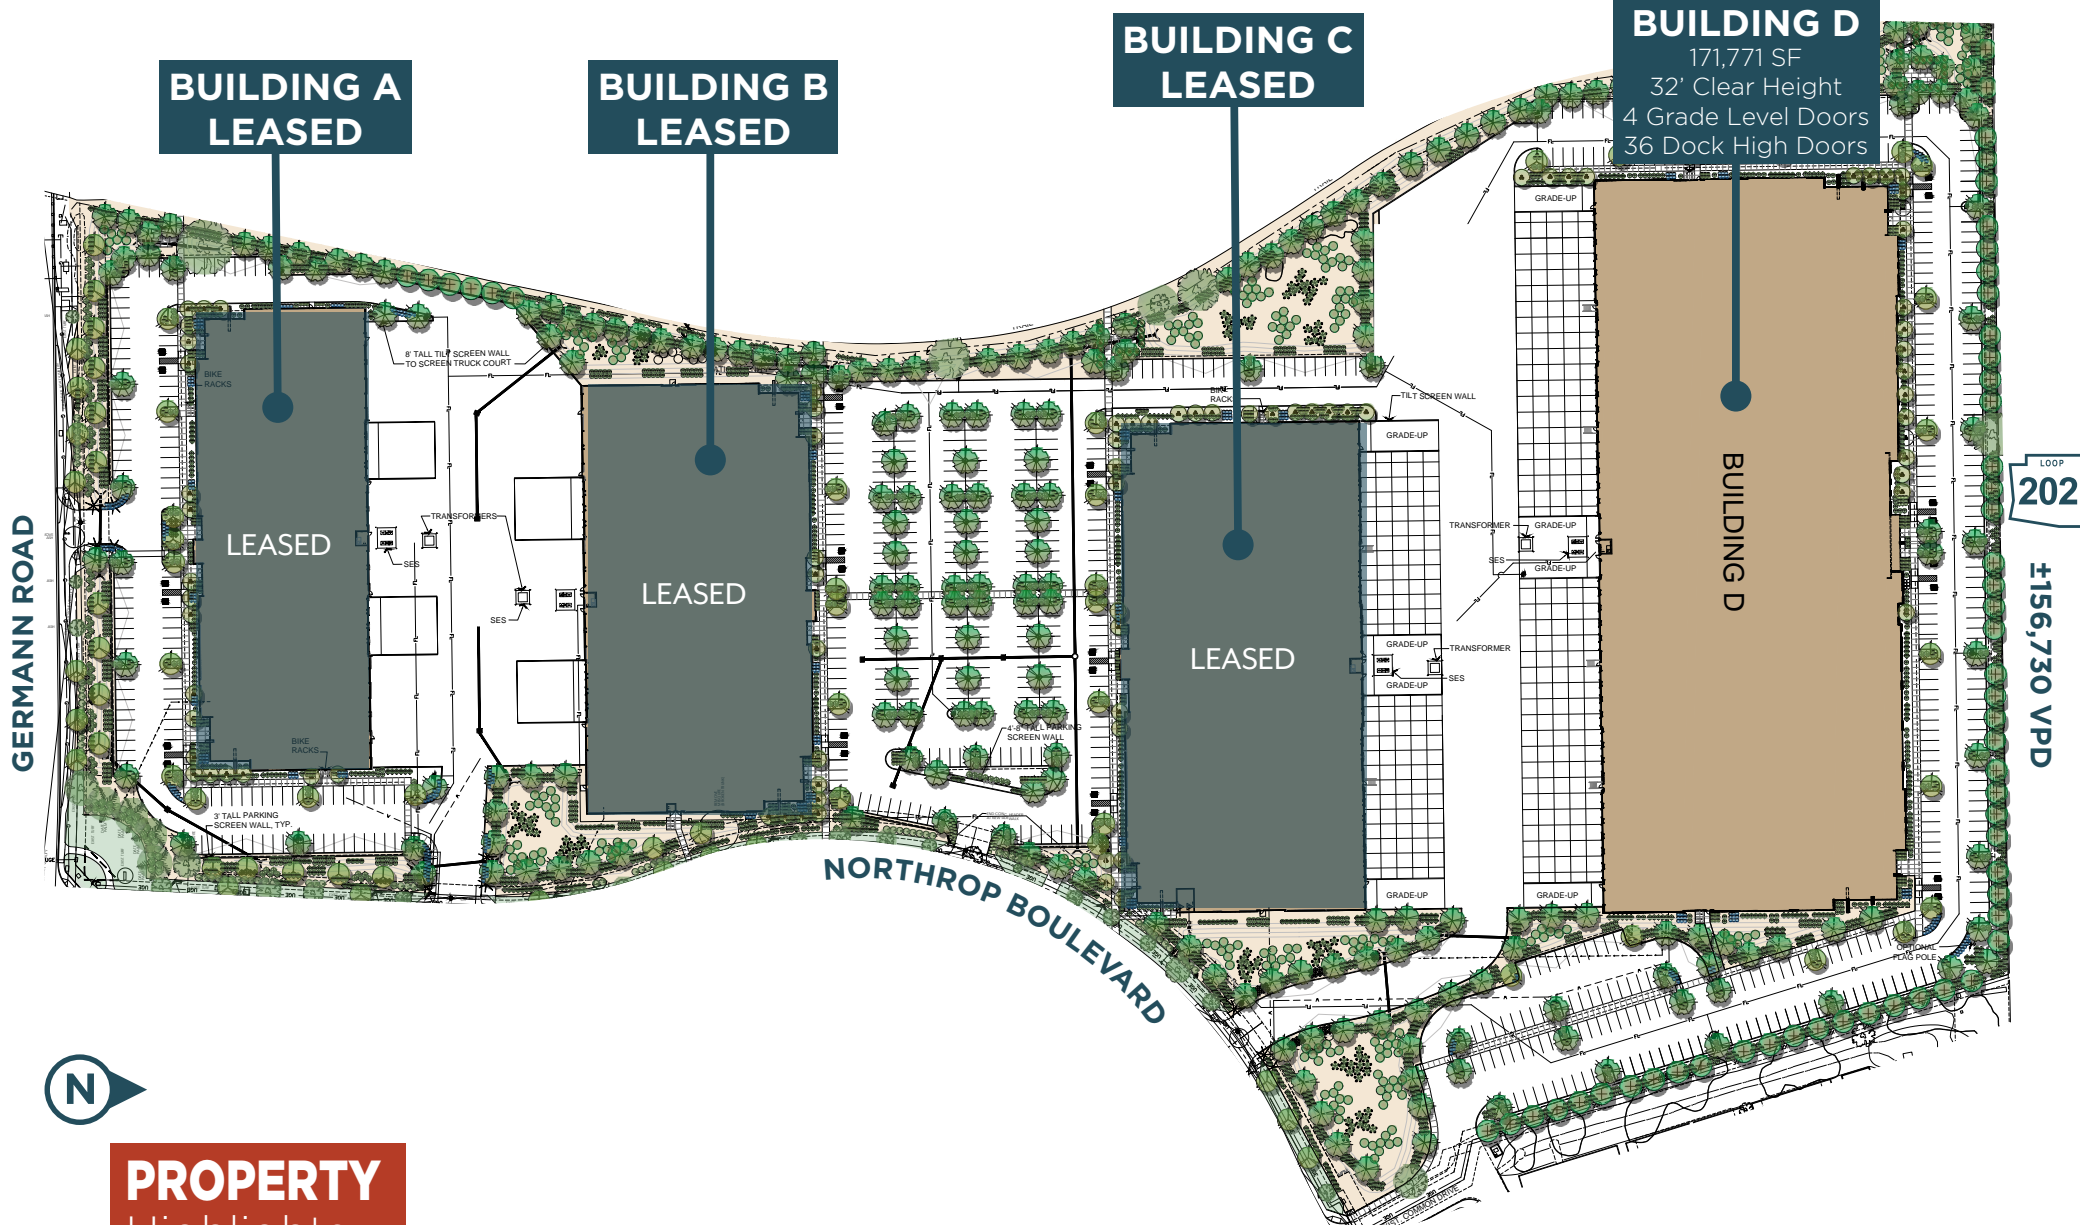 BUILDING A
LEASED
BUILDING B
LEASED
BUILDING C
LEASED
BUILDING D
171,771 SF
32' Clear Height
4 Grade Level Doors
36 Dock High Doors
GRADE-UP
8' TALL TILT SCREEN WALL
TO SCREEN TRUCK COURT
BIKE
RACKS
BIKE
RACK
TILT SCREEN WALL
GRADE-UP
LOOP
202
±156,730 VPD
GERMANN ROAD
LEASED
TRANSFORMERS
SES
SES
LEASED
LEASED
BUILDING D
TRANSFORMER
GRADE-UP
SES
GRADE-UP
GRADE-UP
TRANSFORMER
SES
GRADE-UP
4'-8' TALL PARKING
SCREEN WALL
BIKE
RACKS
3' TALL PARKING
SCREEN WALL, TYP.
GRADE-UP
GRADE-UP
NORTHROP BOULEVARD
OPTIONAL
FLAG POLE
N
COMMON DRIVE
PROPERTY
Highlights